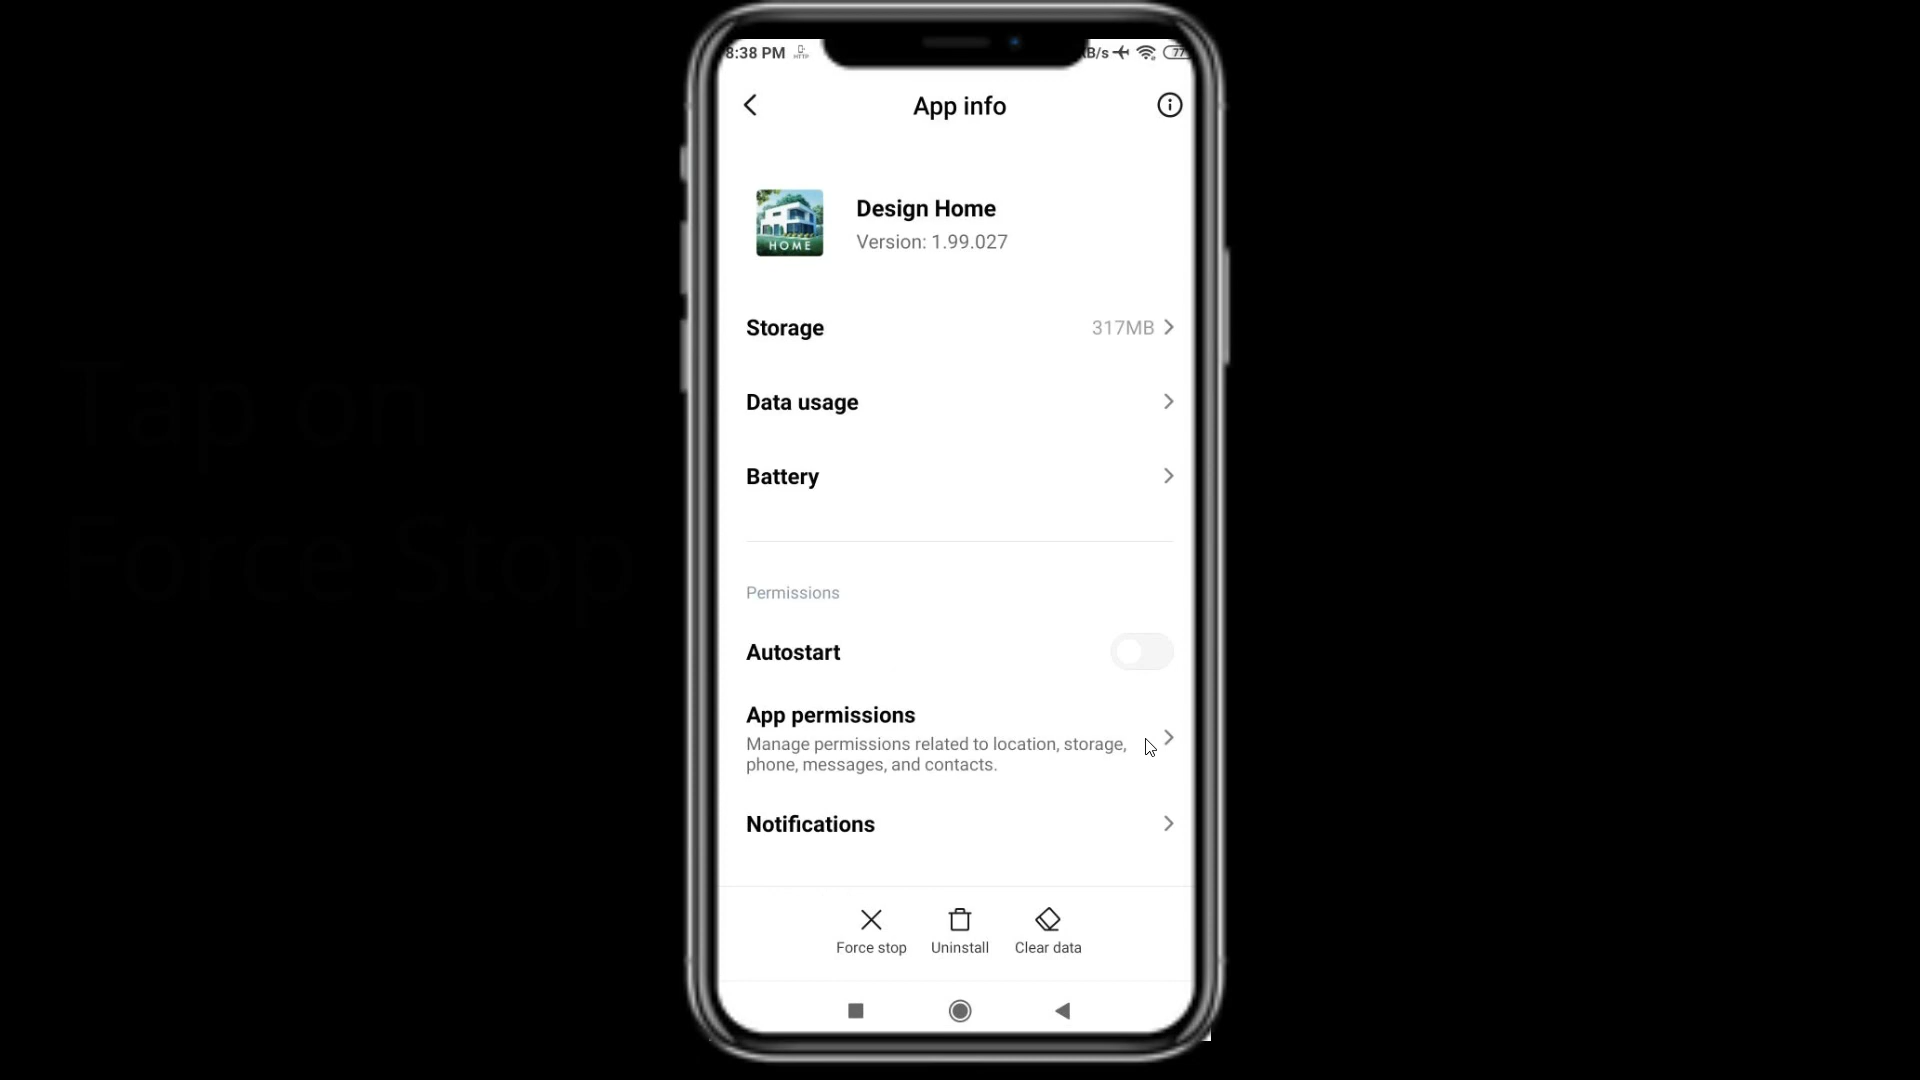 Tap on
Force Stop
8:38 PM
B/s
77
App info
HOME
Design Home
Version: 1.99.027
Storage
317MB
Data usage
Battery
Permissions
Autostart
App permissions
Manage permissions related to location, storage,
phone, messages, and contacts.
Notifications
Force stop
Uninstall
Clear data